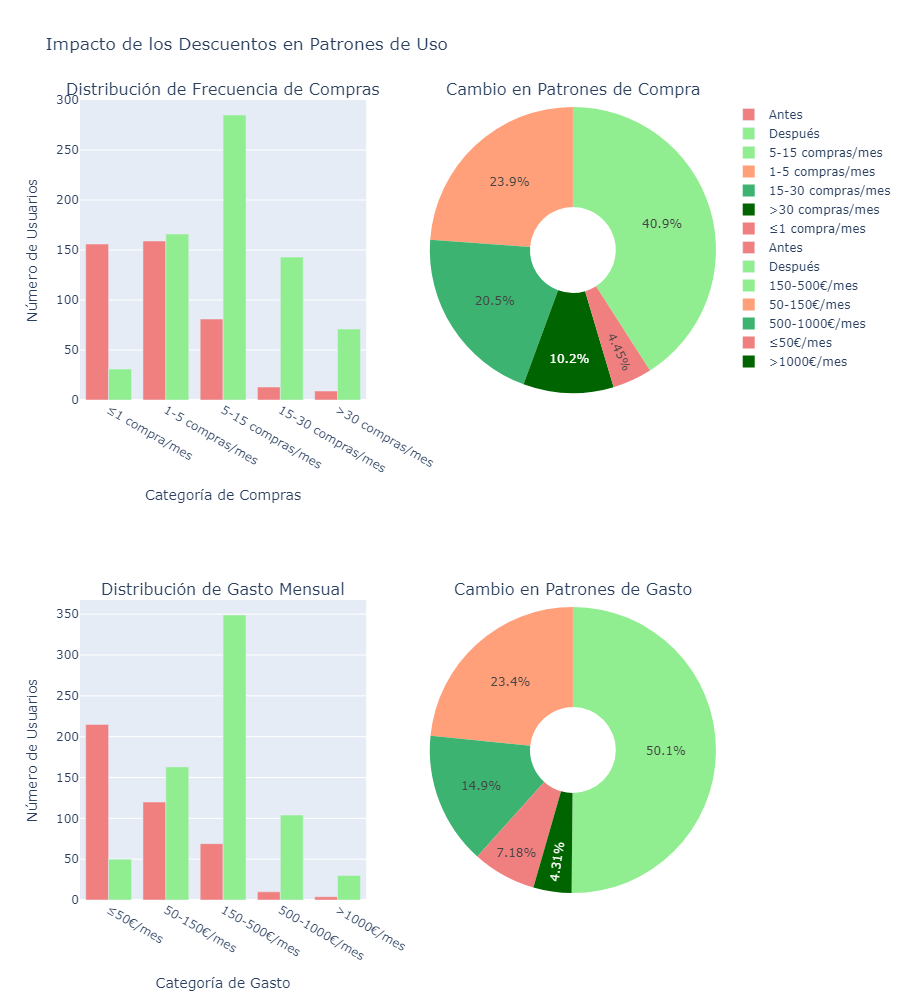 Impacto de los Descuentos en Patrones de Uso
Distribución de Frecuencia de Compras
Número de Usuarios
300
250
200
150
100
50
0
≤1 compra/mes
1-5 compras/mes
5-15 compras/mes
15-30 compras/mes
>30 compras/mes
Categoría de Compras
Cambio en Patrones de Compra
40.9%
23.9%
20.5%
10.2%
4.45%
Antes
Después
5-15 compras/mes
1-5 compras/mes
15-30 compras/mes
>30 compras/mes
≤1 compra/mes
Antes
Después
150-500€/mes
50-150€/mes
500-1000€/mes
≤50€/mes
>1000€/mes
Distribución de Gasto Mensual
Número de Usuarios
350
300
250
200
150
100
50
0
≤50€/mes
50-150€/mes
150-500€/mes
500-1000€/mes
>1000€/mes
Categoría de Gasto
Cambio en Patrones de Gasto
50.1%
23.4%
14.9%
7.18%
4.31%